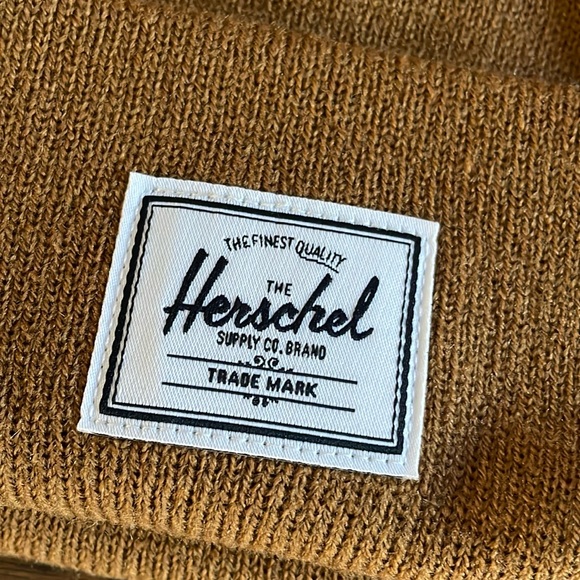 THE FINEST QUALITY
THE
Herschel
SUPPLY CO. BRAND
TRADE MARK